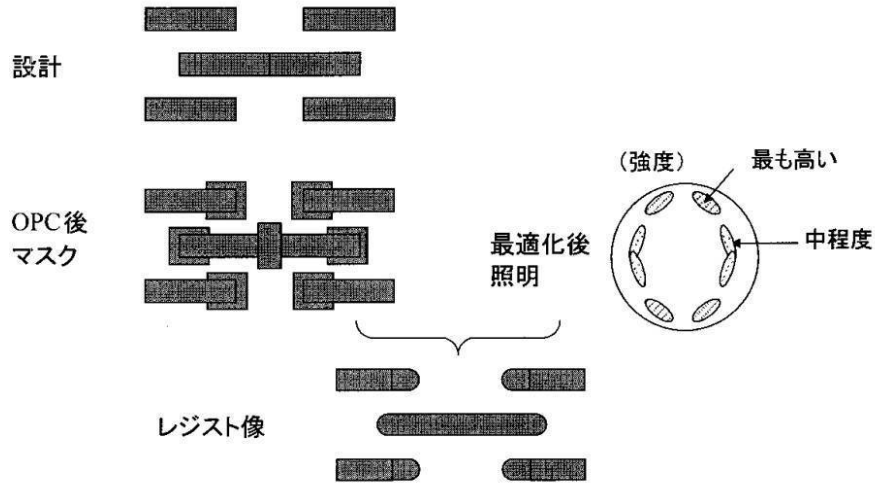 設計
OPC後
マスク
最適化後
照明
(強度)
最も高い
中程度
レジスト像